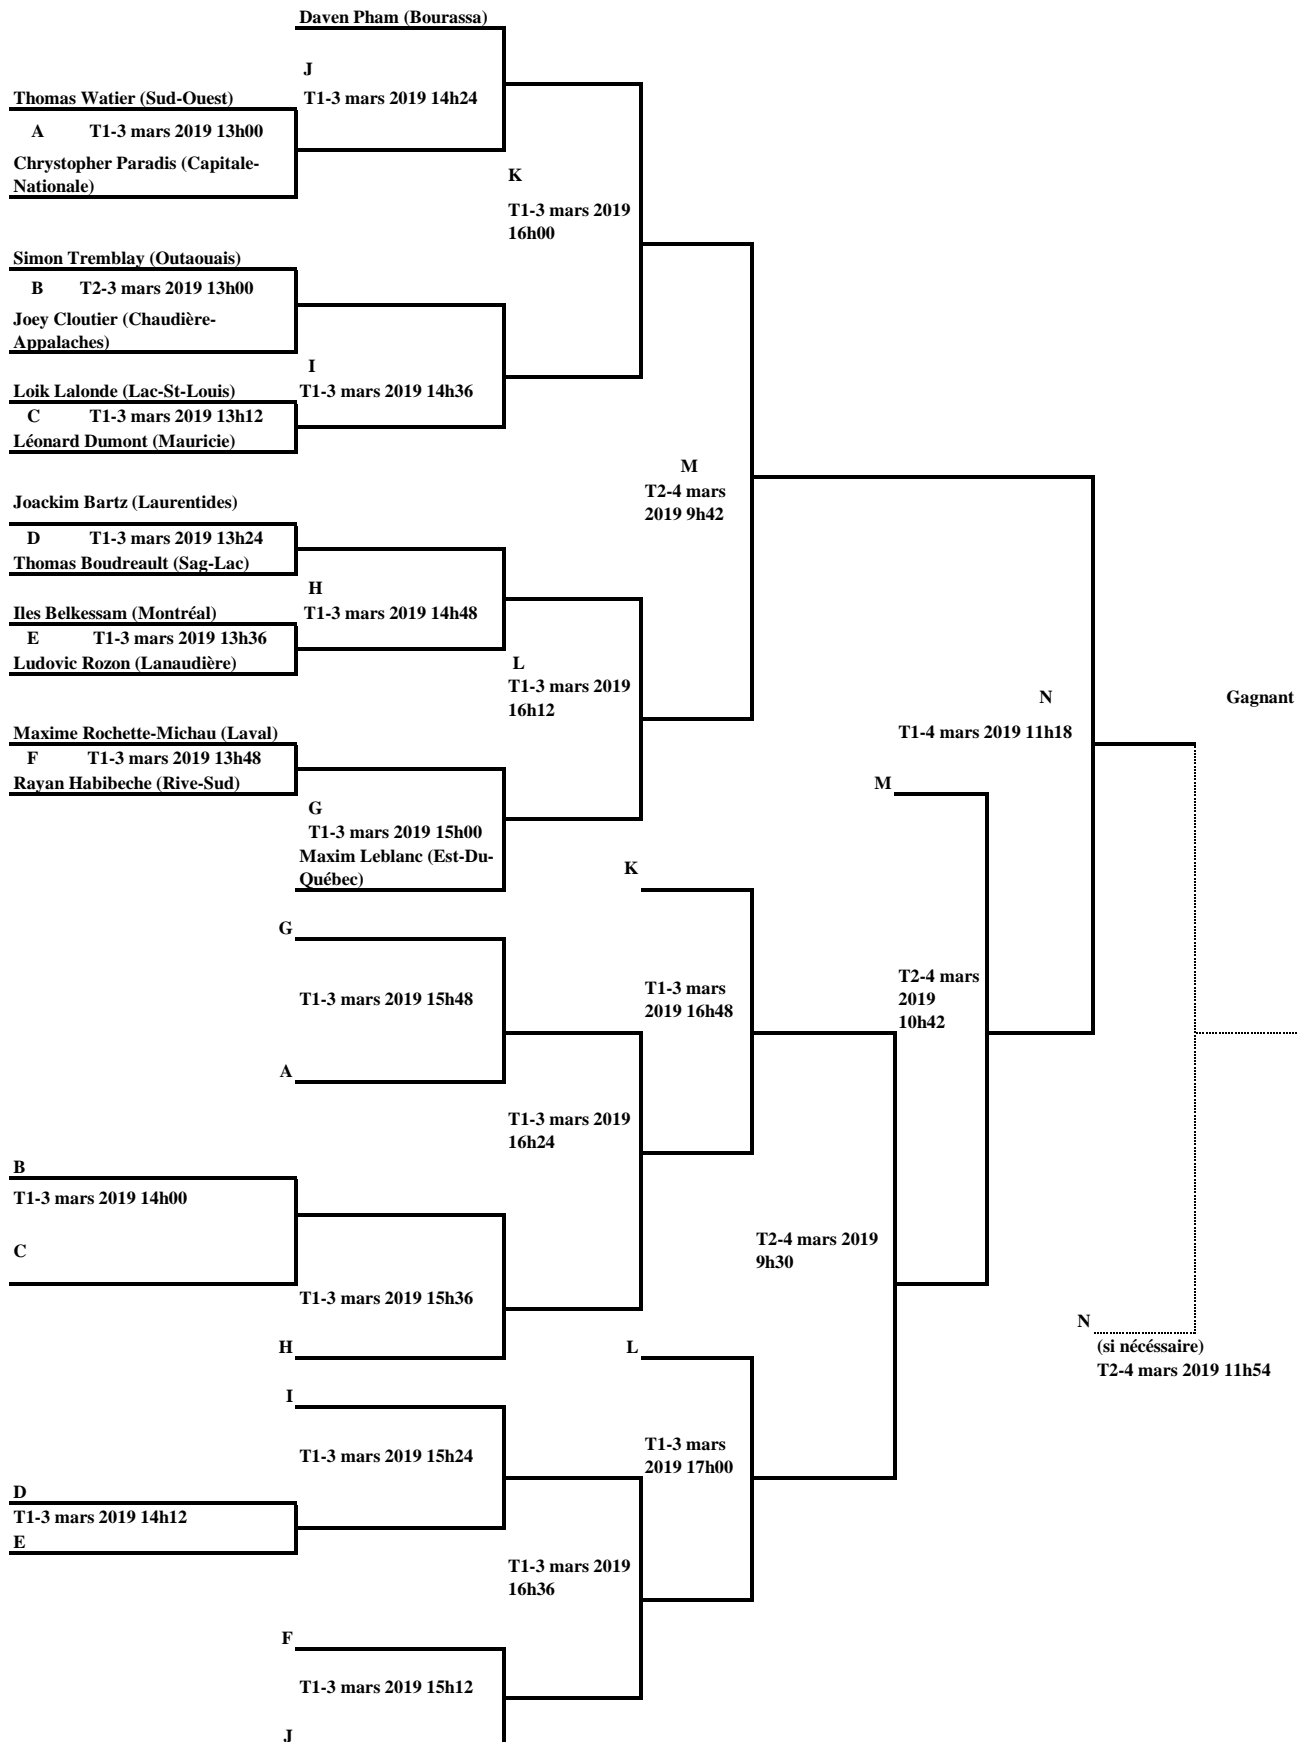 Daven Pham (Bourassa)
J
T1-3 mars 2019 14h24
Thomas Watier (Sud-Ouest)
A T1-3 mars 2019 13h00
Chrystopher Paradis (Capitale-
Nationale)
K
T1-3 mars 2019
16h00
Simon Tremblay (Outaouais)
B T2-3 mars 2019 13h00
Joey Cloutier (Chaudière-
Appalaches)
I
T1-3 mars 2019 14h36
Loik Lalonde (Lac-St-Louis)
C T1-3 mars 2019 13h12
Léonard Dumont (Mauricie)
M
T2-4 mars
2019 9h42
Joackim Bartz (Laurentides)
D T1-3 mars 2019 13h24
Thomas Boudreault (Sag-Lac)
H
T1-3 mars 2019 14h48
Iles Belkessam (Montréal)
E T1-3 mars 2019 13h36
Ludovic Rozon (Lanaudière)
L
T1-3 mars 2019
16h12
N
Gagnant
T1-4 mars 2019 11h18
Maxime Rochette-Michau (Laval)
F T1-3 mars 2019 13h48
Rayan Habibeche (Rive-Sud)
M
G
T1-3 mars 2019 15h00
Maxim Leblanc (Est-Du-
Québec)
K
G
T1-3 mars 2019 15h48
T1-3 mars
2019 16h48
T2-4 mars
2019
10h42
A
T1-3 mars 2019
16h24
B
T1-3 mars 2019 14h00
C
T2-4 mars 2019
9h30
T1-3 mars 2019 15h36
H
L
N
(si nécéssaire)
T2-4 mars 2019 11h54
I
T1-3 mars 2019 15h24
T1-3 mars
2019 17h00
D
T1-3 mars 2019 14h12
E
T1-3 mars 2019
16h36
F
T1-3 mars 2019 15h12
J